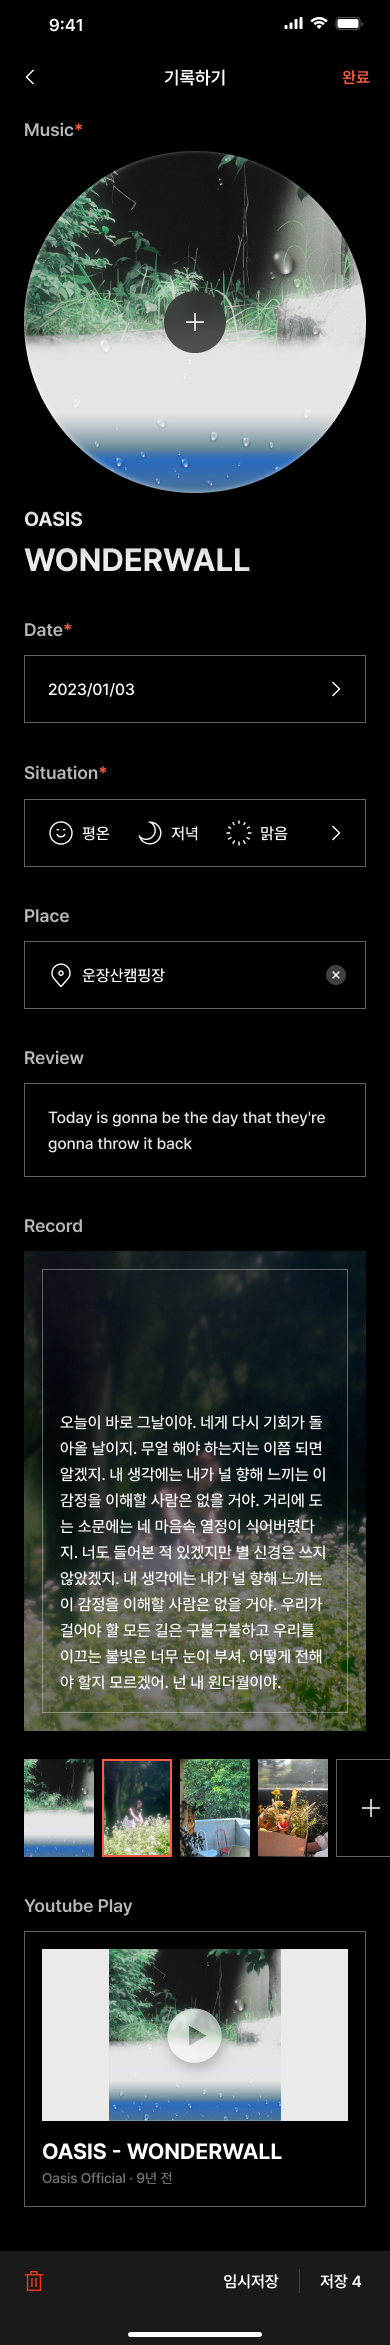 9:41
기록하기
완료
Music*
OASIS
WONDERWALL
Date*
2023/01/03
Situation*
평온 저녁 맑음
Place
운장산캠핑장
Review
Today is gonna be the day that they're
gonna throw it back
Record
오늘이 바로 그날이야. 네게 다시 기회가 돌
아올 날이지. 무얼 해야 하는지는 이쯤 되면
알겠지. 내 생각에는 내가 널 향해 느끼는 이
감정을 이해할 사람은 없을 거야. 거리에 도
는 소문에는 네 마음속 열정이 식어버렸다
지. 너도 들어본 적 있겠지만 별 신경은 쓰지
않았겠지. 내 생각에는 내가 널 향해 느끼는
이 감정을 이해할 사람은 없을 거야. 우리가
걸어야 할 모든 길은 구불구불하고 우리를
이끄는 불빛은 너무 눈이 부셔. 어떻게 전해
야 할지 모르겠어. 넌 내 원더월이야.
Youtube Play
OASIS - WONDERWALL
Oasis Official · 9년 전
임시저장
저장 4